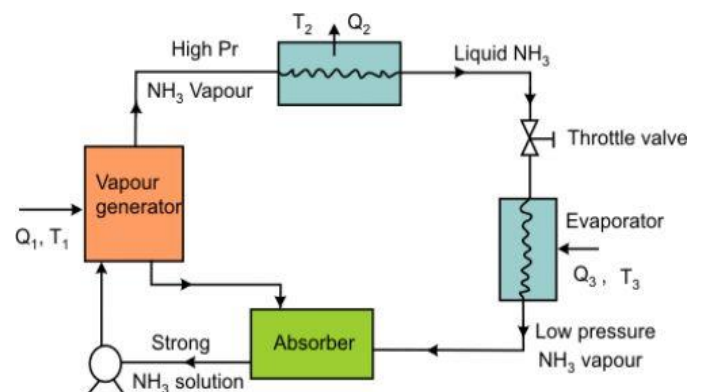 T₂ Q₂
High Pr
NH₃ Vapour
Liquid NH₃
Throttle valve
Vapour
generator
Q₁, T₁
Evaporator
Q₃ , T₃
Absorber
Strong
NH₃ solution
Low pressure
NH₃ vapour